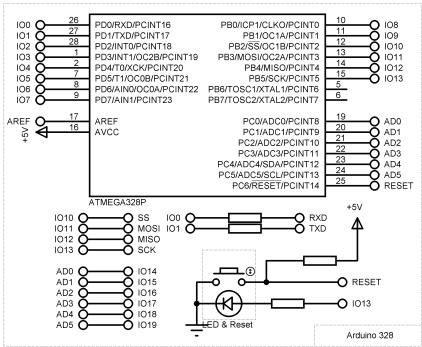 IO0 26 PD0/RXD/PCINT16 PB0/ICP1/CLKO/PCINT0 10 IO8
IO1 27 PD1/TXD/PCINT17 PB1/OC1A/PCINT1 11 IO9
IO2 28 PD2/INT0/PCINT18 PB2/SS/OC1B/PCINT2 12 IO10
IO3 1 PD3/INT1/OC2B/PCINT19 PB3/MOSI/OC2A/PCINT3 13 IO11
IO4 2 PD4/T0/XCK/PCINT20 PB4/MISO/PCINT4 14 IO12
IO5 7 PD5/T1/OC0B/PCINT21 PB5/SCK/PCINT5 15 IO13
IO6 8 PD6/AIN0/OC0A/PCINT22 PB6/TOSC1/XTAL1/PCINT6 5
IO7 9 PD7/AIN1/PCINT23 PB7/TOSC2/XTAL2/PCINT7 6
AREF 17 AREF PC0/ADC0/PCINT8 19 AD0
+5V 16 AVCC PC1/ADC1/PCINT9 20 AD1
PC2/ADC2/PCINT10 21 AD2
PC3/ADC3/PCINT11 22 AD3
PC4/ADC4/SDA/PCINT12 23 AD4
PC5/ADC5/SCL/PCINT13 24 AD5
PC6/RESET/PCINT14 25 RESET
ATMEGA328P
IO10 SS IO0 RXD
IO11 MOSI IO1 TXD
IO12 MISO
IO13 SCK
+5V
AD0 IO14
AD1 IO15
AD2 IO16
AD3 IO17
AD4 IO18
AD5 IO19
RESET
IO13
LED & Reset
Arduino 328